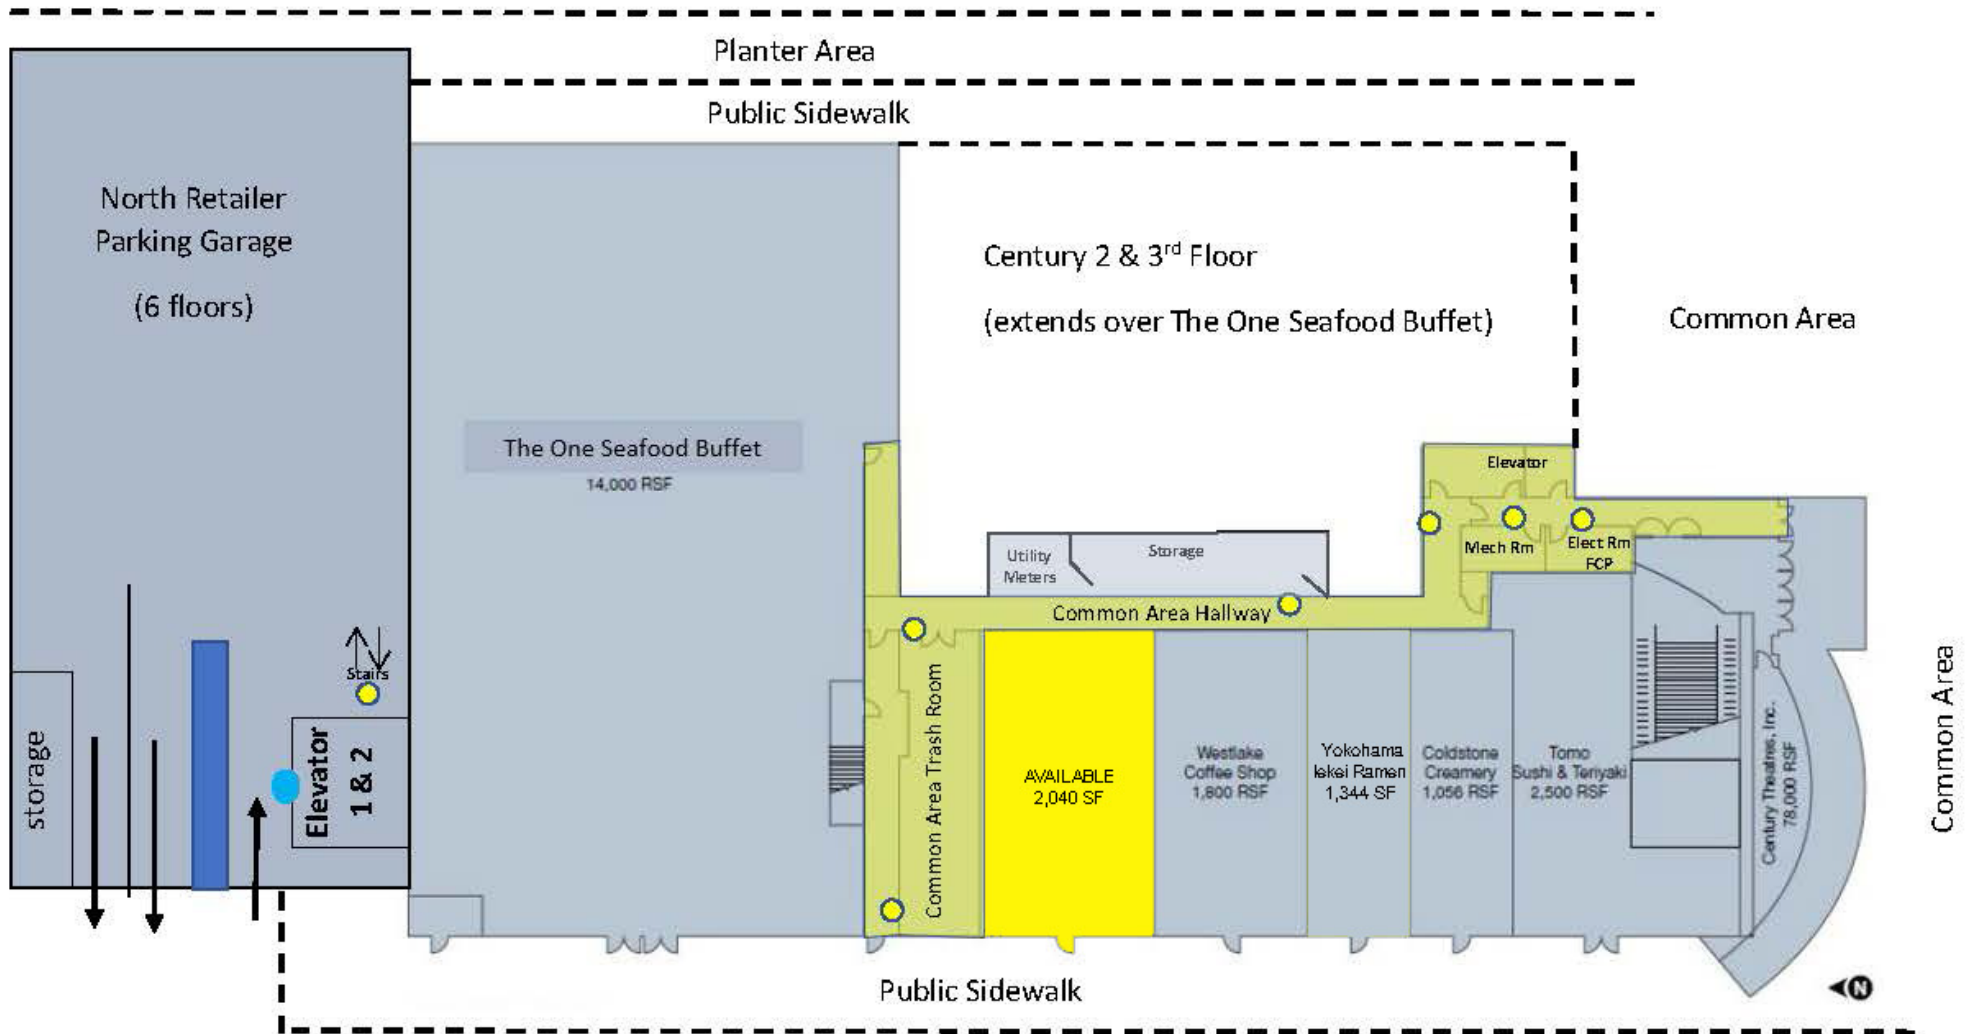 Planter Area
Public Sidewalk
North Retailer
Parking Garage
(6 floors)
Century 2 & 3rd Floor
(extends over The One Seafood Buffet)
Common Area
The One Seafood Buffet
14,000 RSF
Elevator
Mech Rm
Elect Rm
FCP
Utility
Meters
Storage
Common Area Hallway
Stairs
storage
Elevator
1 & 2
Common Area Trash Room
AVAILABLE
2,040 SF
Westlake
Coffee Shop
1,800 RSF
Yokohama
Iekei Ramen
1,344 SF
Coldstone
Creamery
1,056 RSF
Tomo
Sushi & Teriyaki
2,500 RSF
Century Theatres, Inc.
78,000 RSF
Common Area
Public Sidewalk
N